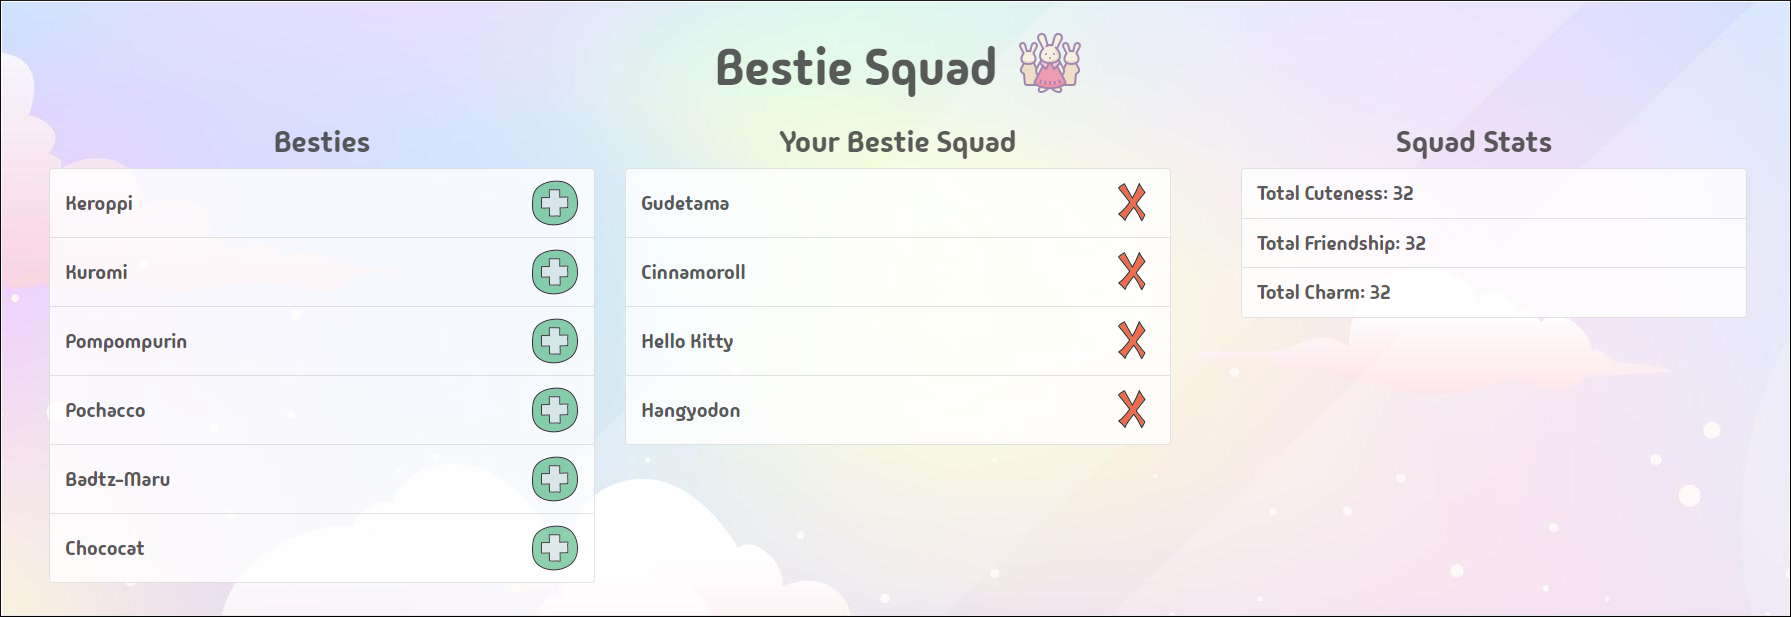 Bestie Squad
Besties
Keroppi
Kuromi
Pompompurin
Pochacco
Badtz-Maru
Chococat
Your Bestie Squad
Gudetama
Cinnamoroll
Hello Kitty
Hangyodon
Squad Stats
Total Cuteness: 32
Total Friendship: 32
Total Charm: 32